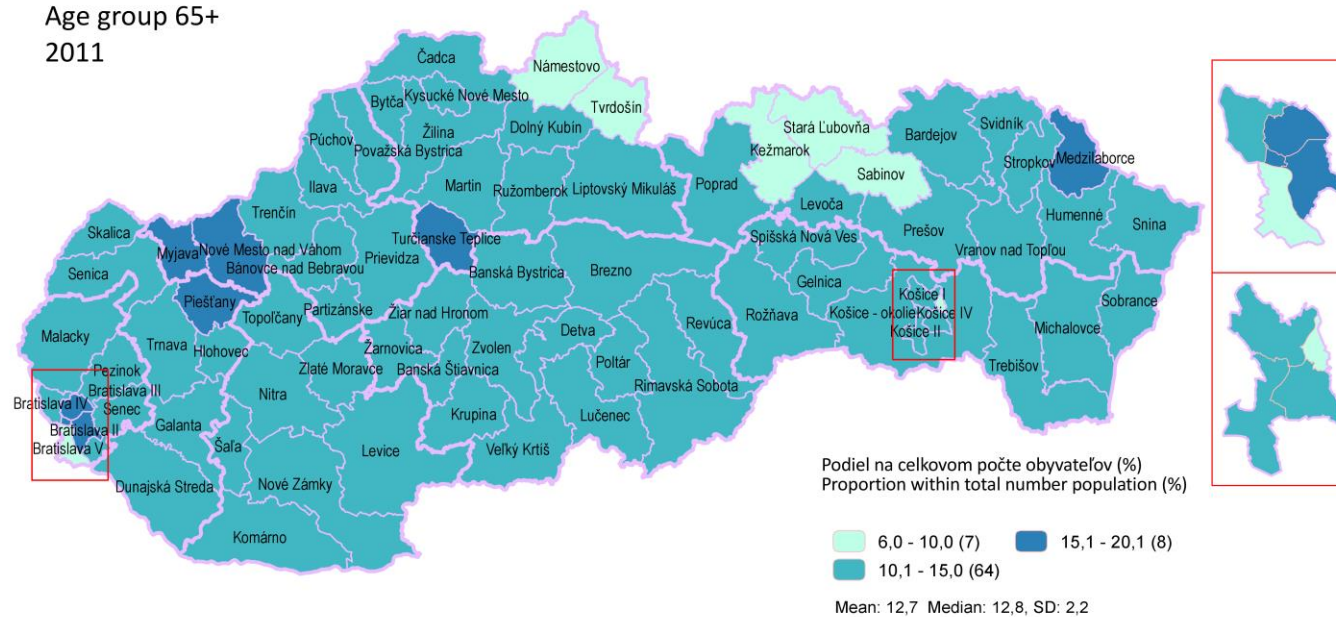 Age group 65+
2011
Čadca
Námestovo
Tvrdošín
Bytča
Kysucké Nové Mesto
Púchov
Žilina
Dolný Kubín
Považská Bystrica
Stará Ľubovňa
Kežmarok
Bardejov
Svidník
Stropkov
Medzilaborce
Sabinov
Ilava
Martin
Ružomberok
Liptovský Mikuláš
Poprad
Levoča
Trenčín
Humenné
Snina
Prešov
Skalica
Myjava
Nové Mesto nad Váhom
Turčianske Teplice
Spišská Nová Ves
Vranov nad Topľou
Senica
Bánovce nad Bebravou
Prievidza
Banská Bystrica
Brezno
Gelnica
Piešťany
Partizánske
Topoľčany
Žiar nad Hronom
Košice I
Sobrance
Malacky
Trnava
Hlohovec
Detva
Revúca
Rožňava
Košice - okolie
Košice IV
Košice II
Michalovce
Žarnovica
Zvolen
Poltár
Trebišov
Pezinok
Zlaté Moravce
Banská Štiavnica
Rimavská Sobota
Bratislava III
Nitra
Bratislava IV
Senec
Krupina
Lučenec
Bratislava II
Galanta
Bratislava V
Šaľa
Levice
Veľký Krtíš
Dunajská Streda
Nové Zámky
Komárno
Podiel na celkovom počte obyvateľov (%)
Proportion within total number population (%)
6,0 - 10,0 (7)
15,1 - 20,1 (8)
10,1 - 15,0 (64)
Mean: 12,7 Median: 12,8, SD: 2,2